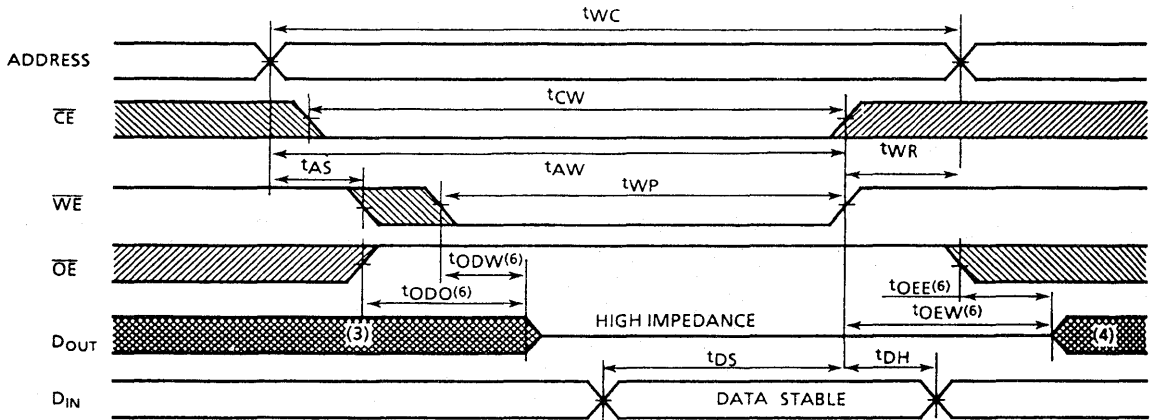 tWC
ADDRESS
tCW
CE
tWR
tAS
tAW
tWP
WE
OE
tODW(6)
tOEE(6)
tODO(6)
tOEW(6)
HIGH IMPEDANCE
(3)
(4)
DOUT
tDS
tDH
DIN
DATA STABLE